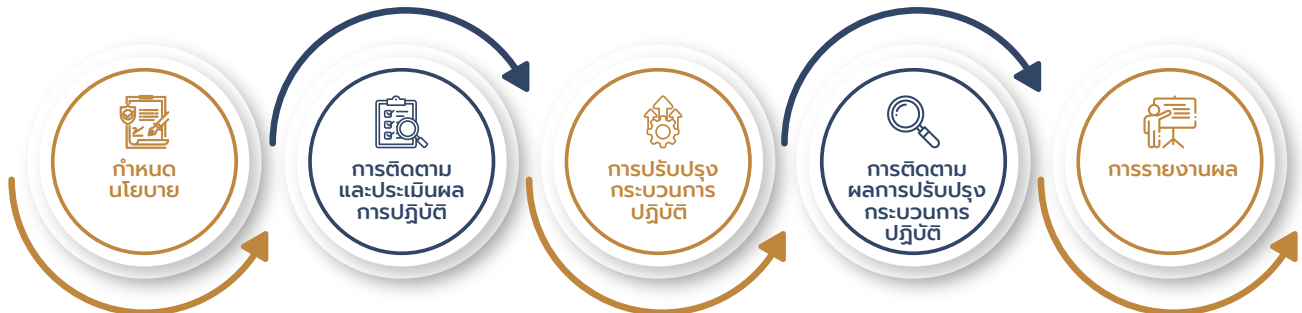 กำหนด
นโยบาย
การติดตาม
และประเมินผล
การปฏิบัติ
การปรับปรุง
กระบวนการ
ปฏิบัติ
การติดตาม
ผลการปรับปรุง
กระบวนการ
ปฏิบัติ
การรายงานผล